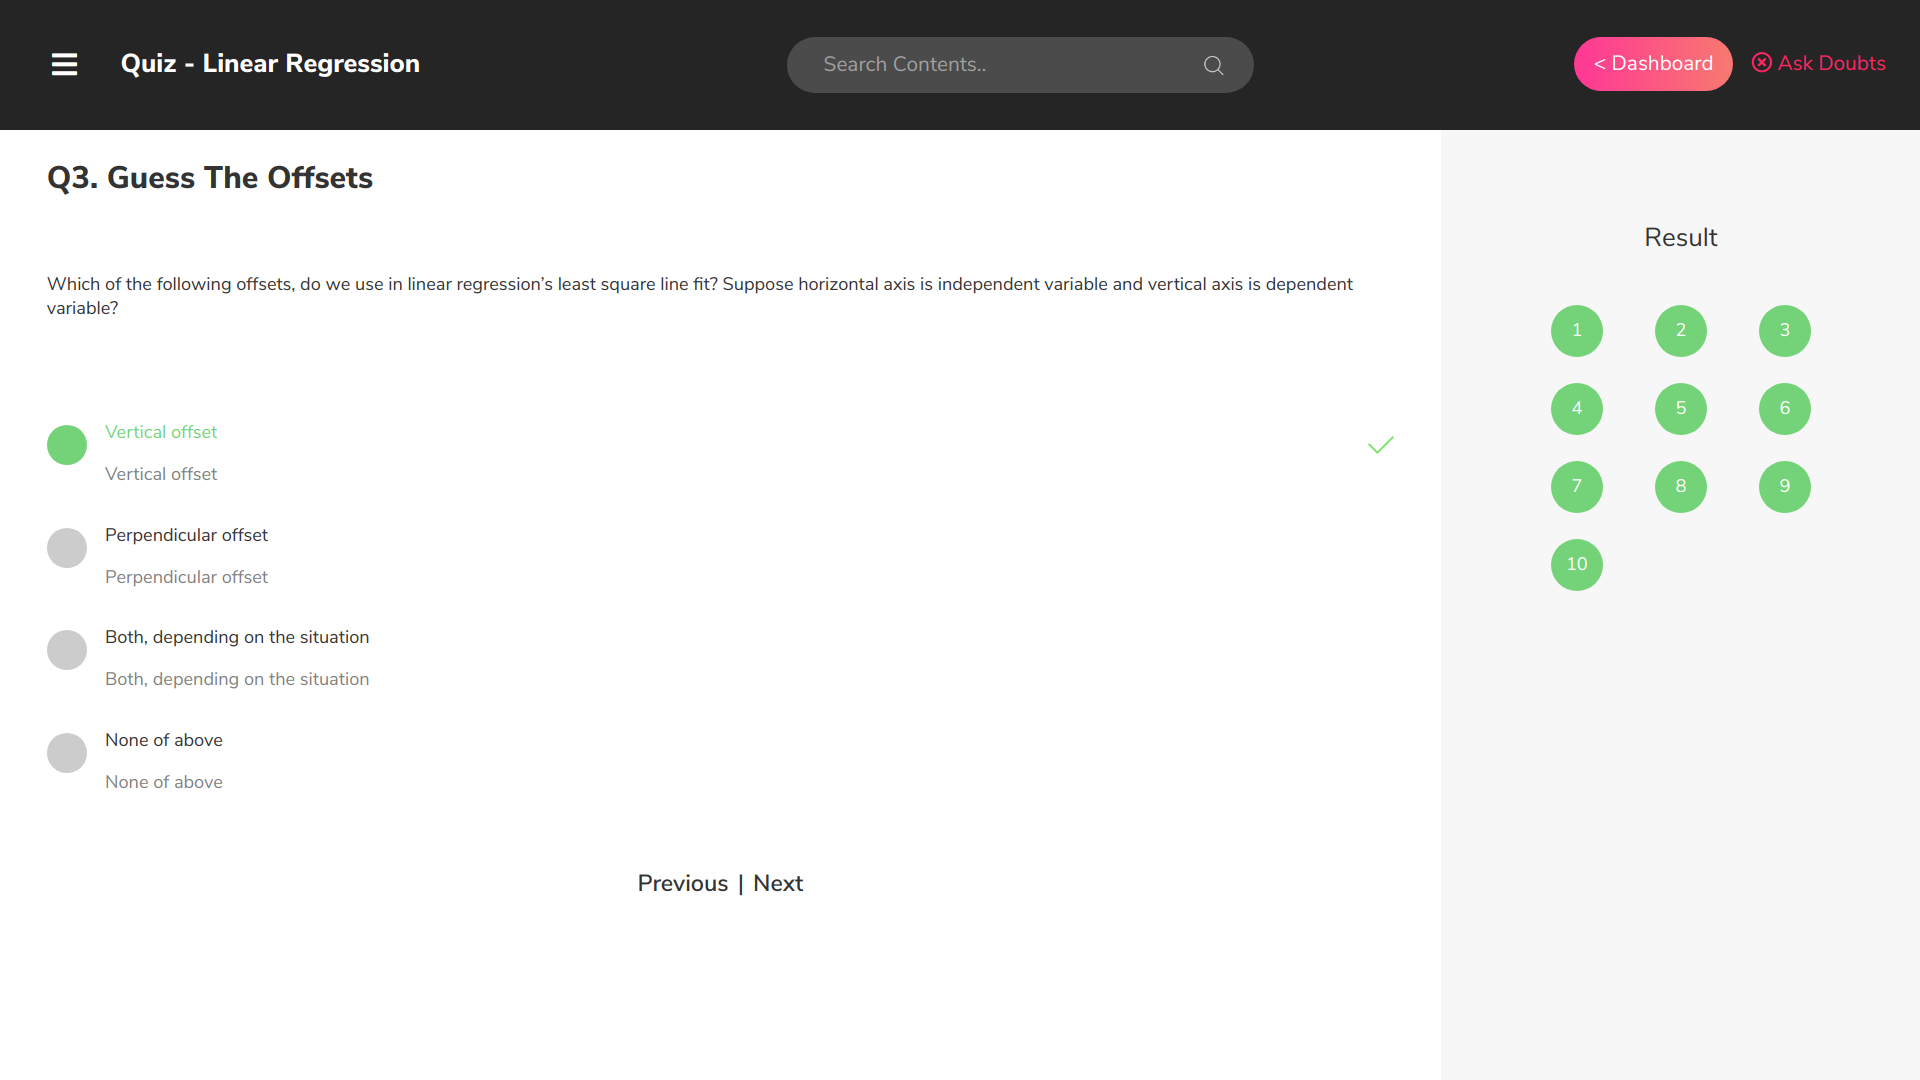 Quiz - Linear Regression
Search Contents..
< Dashboard
Ask Doubts
Q3. Guess The Offsets
Which of the following offsets, do we use in linear regression’s least square line fit? Suppose horizontal axis is independent variable and vertical axis is dependent
variable?
Vertical offset
Vertical offset
Perpendicular offset
Perpendicular offset
Both, depending on the situation
Both, depending on the situation
None of above
None of above
Previous | Next
Result
1 2 3
4 5 6
7 8 9
10